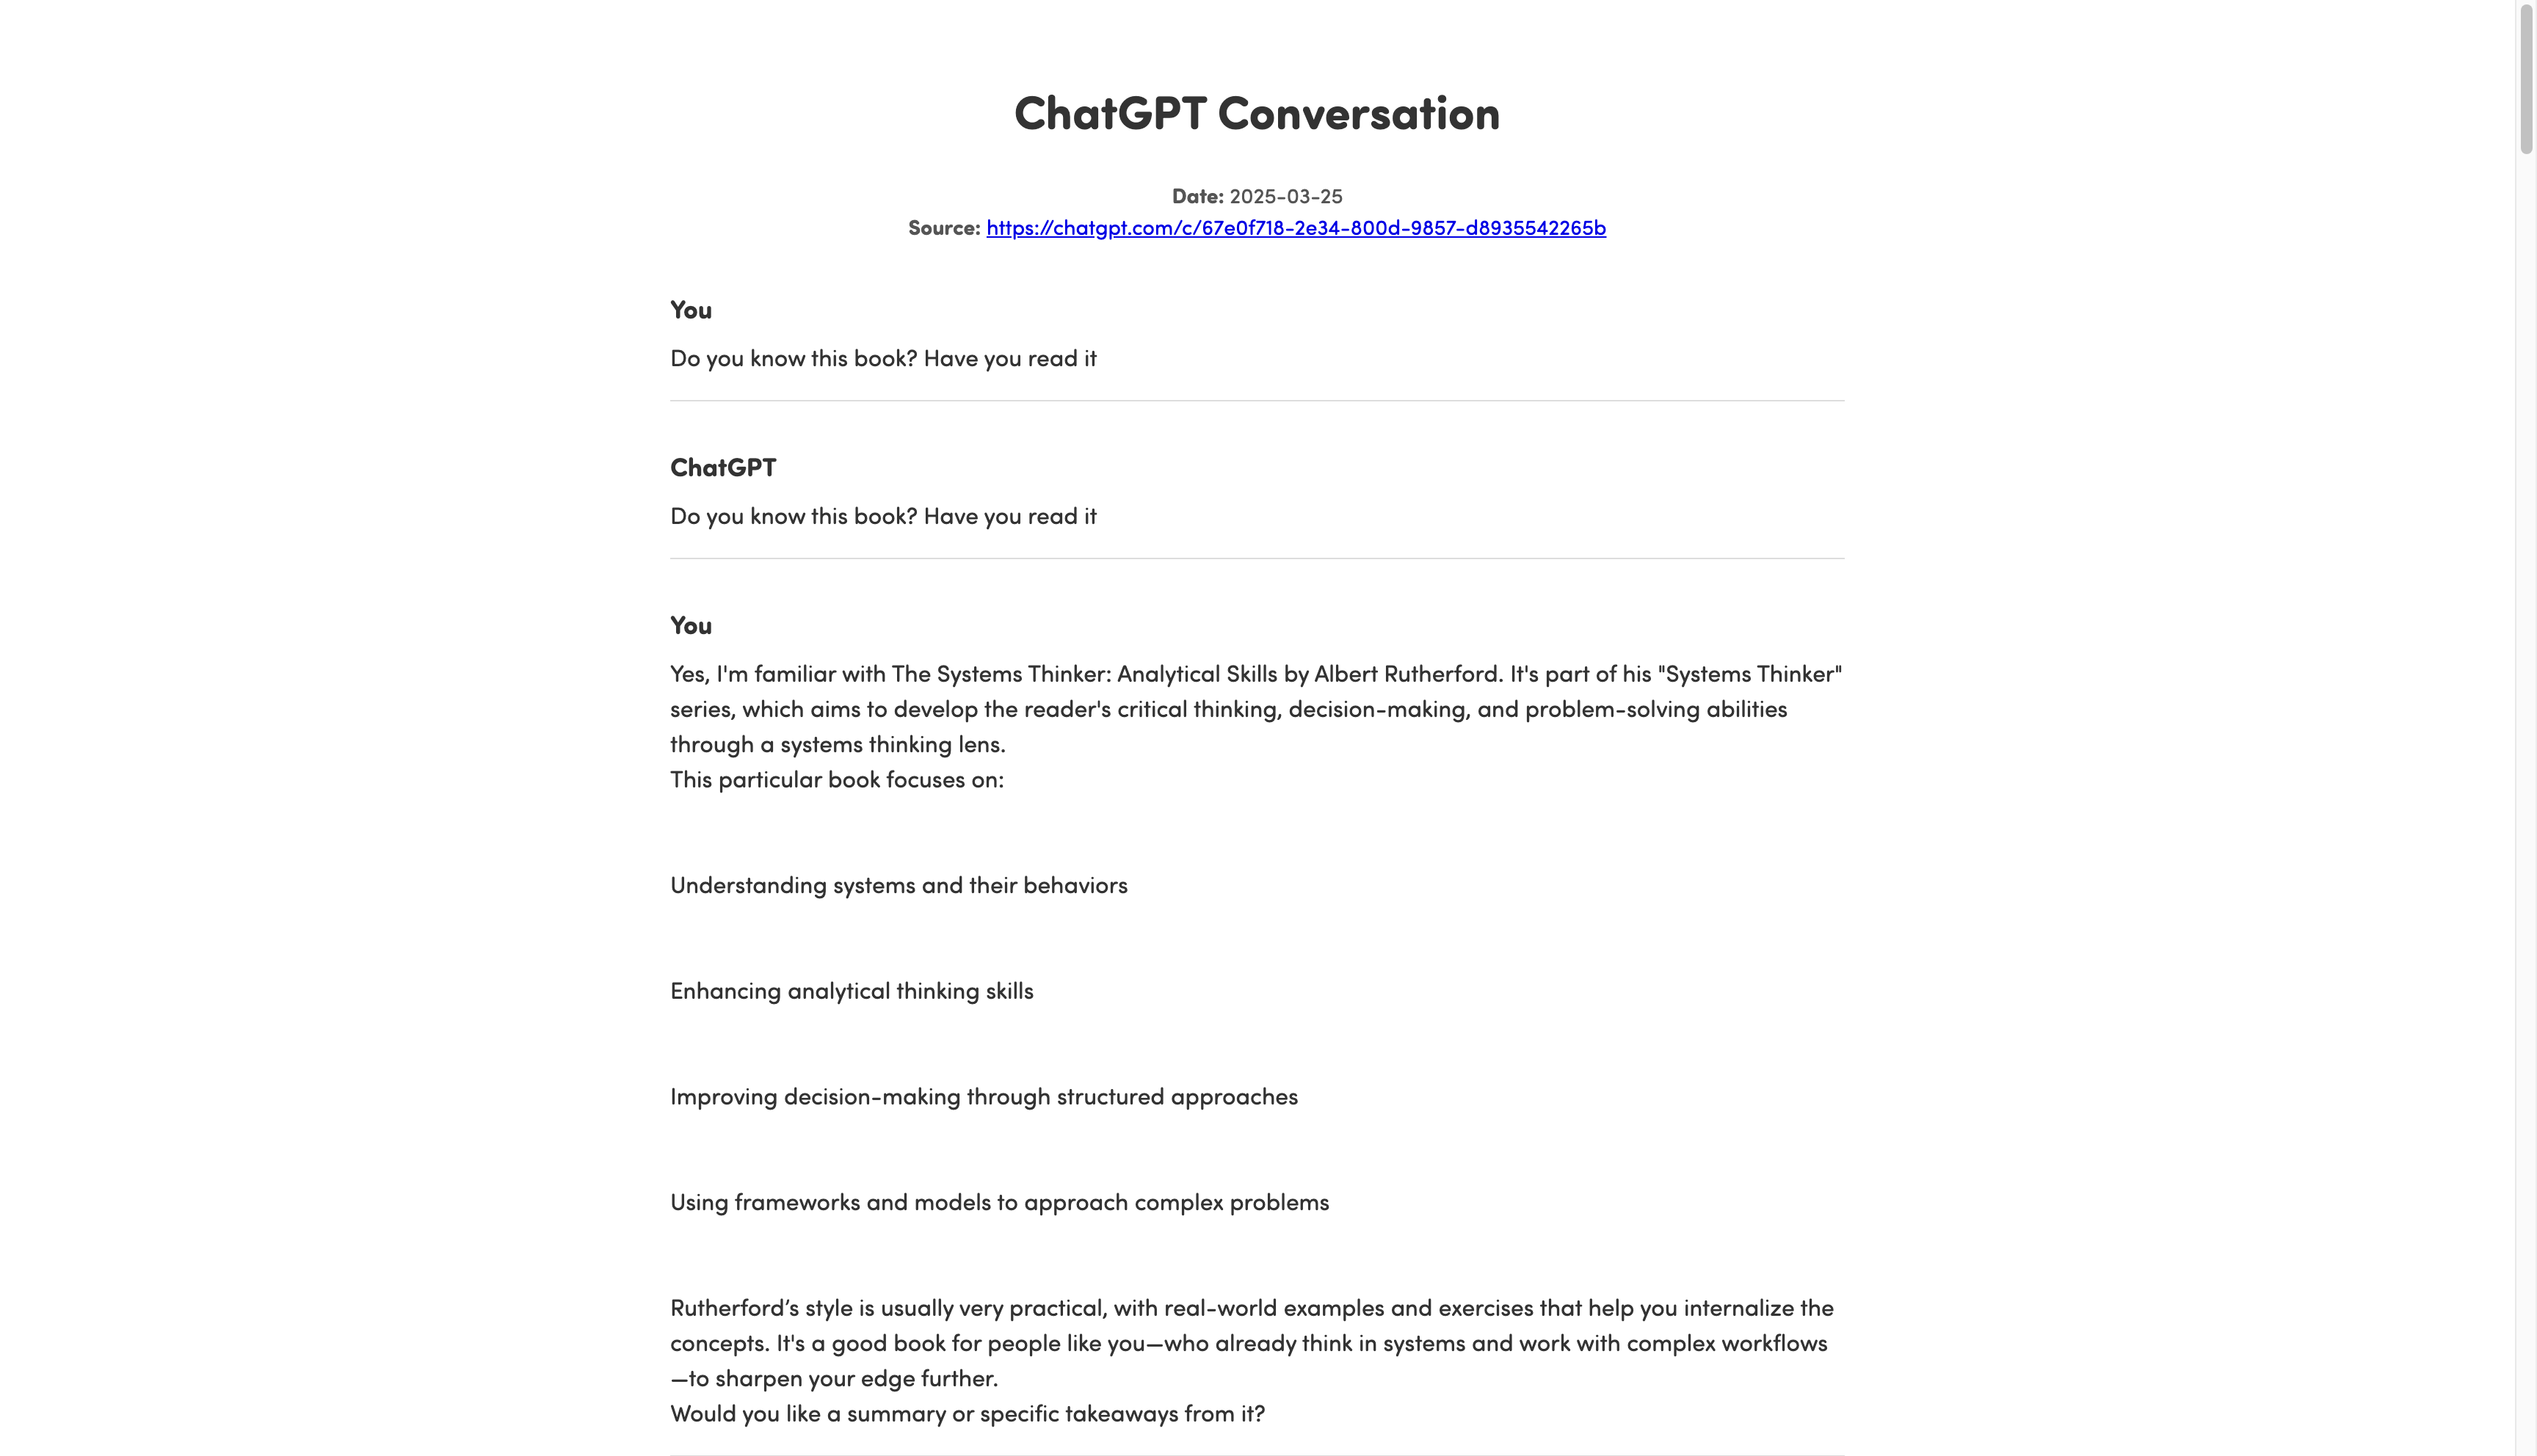 ChatGPT Conversation
Date: 2025-03-25
Source: https://chatgpt.com/c/67e0f718-2e34-800d-9857-d8935542265b
You
Do you know this book? Have you read it
ChatGPT
Do you know this book? Have you read it
You
Yes, I'm familiar with The Systems Thinker: Analytical Skills by Albert Rutherford. It's part of his "Systems Thinker"
series, which aims to develop the reader's critical thinking, decision-making, and problem-solving abilities
through a systems thinking lens.
This particular book focuses on:
Understanding systems and their behaviors
Enhancing analytical thinking skills
Improving decision-making through structured approaches
Using frameworks and models to approach complex problems
Rutherford’s style is usually very practical, with real-world examples and exercises that help you internalize the
concepts. It's a good book for people like you—who already think in systems and work with complex workflows
—to sharpen your edge further.
Would you like a summary or specific takeaways from it?